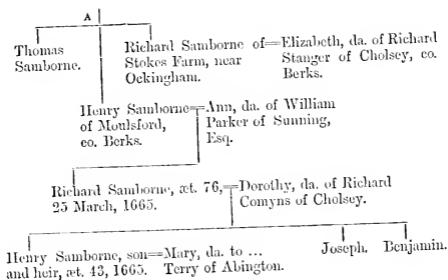 A
Thomas Samborne.
Richard Samborne of Stokes Farm, near Ockingham.
Elizabeth, da. of Richard Stanger of Cholsey, co. Berks.
Henry Samborne of Moulsford, co. Berks.
Ann, da. of William Parker of Sunning, Esq.
Richard Samborne, æt. 76, 25 March, 1665.
Dorothy, da. of Richard Comyns of Cholsey.
Henry Samborne, son and heir, æt. 43, 1665.
Mary, da. to ... Terry of Abington.
Joseph.
Benjamin.